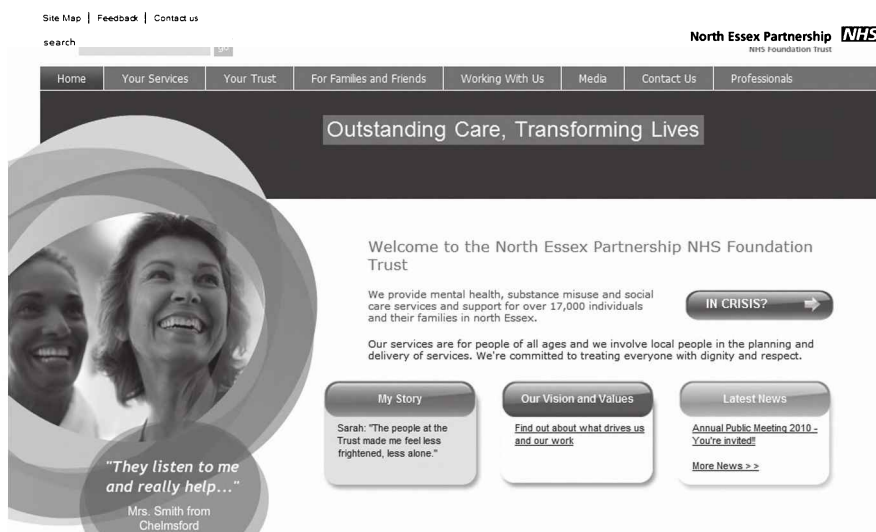 Site Map | Feedback | Contact us
search
go
North Essex Partnership NHS
NHS Foundation Trust
Home
Your Services
Your Trust
For Families and Friends
Working With Us
Media
Contact Us
Professionals
Outstanding Care, Transforming Lives
Welcome to the North Essex Partnership NHS Foundation
Trust
We provide mental health, substance misuse and social
care services and support for over 17,000 individuals
and their families in north Essex.
IN CRISIS?
Our services are for people of all ages and we involve local people in the planning and
delivery of services. We're committed to treating everyone with dignity and respect.
My Story
Sarah: "The people at the
Trust made me feel less
frightened, less alone."
Our Vision and Values
Find out about what drives us
and our work
Latest News
Annual Public Meeting 2010 -
You're invited!!
More News > >
"They listen to me
and really help..."
Mrs. Smith from
Chelmsford